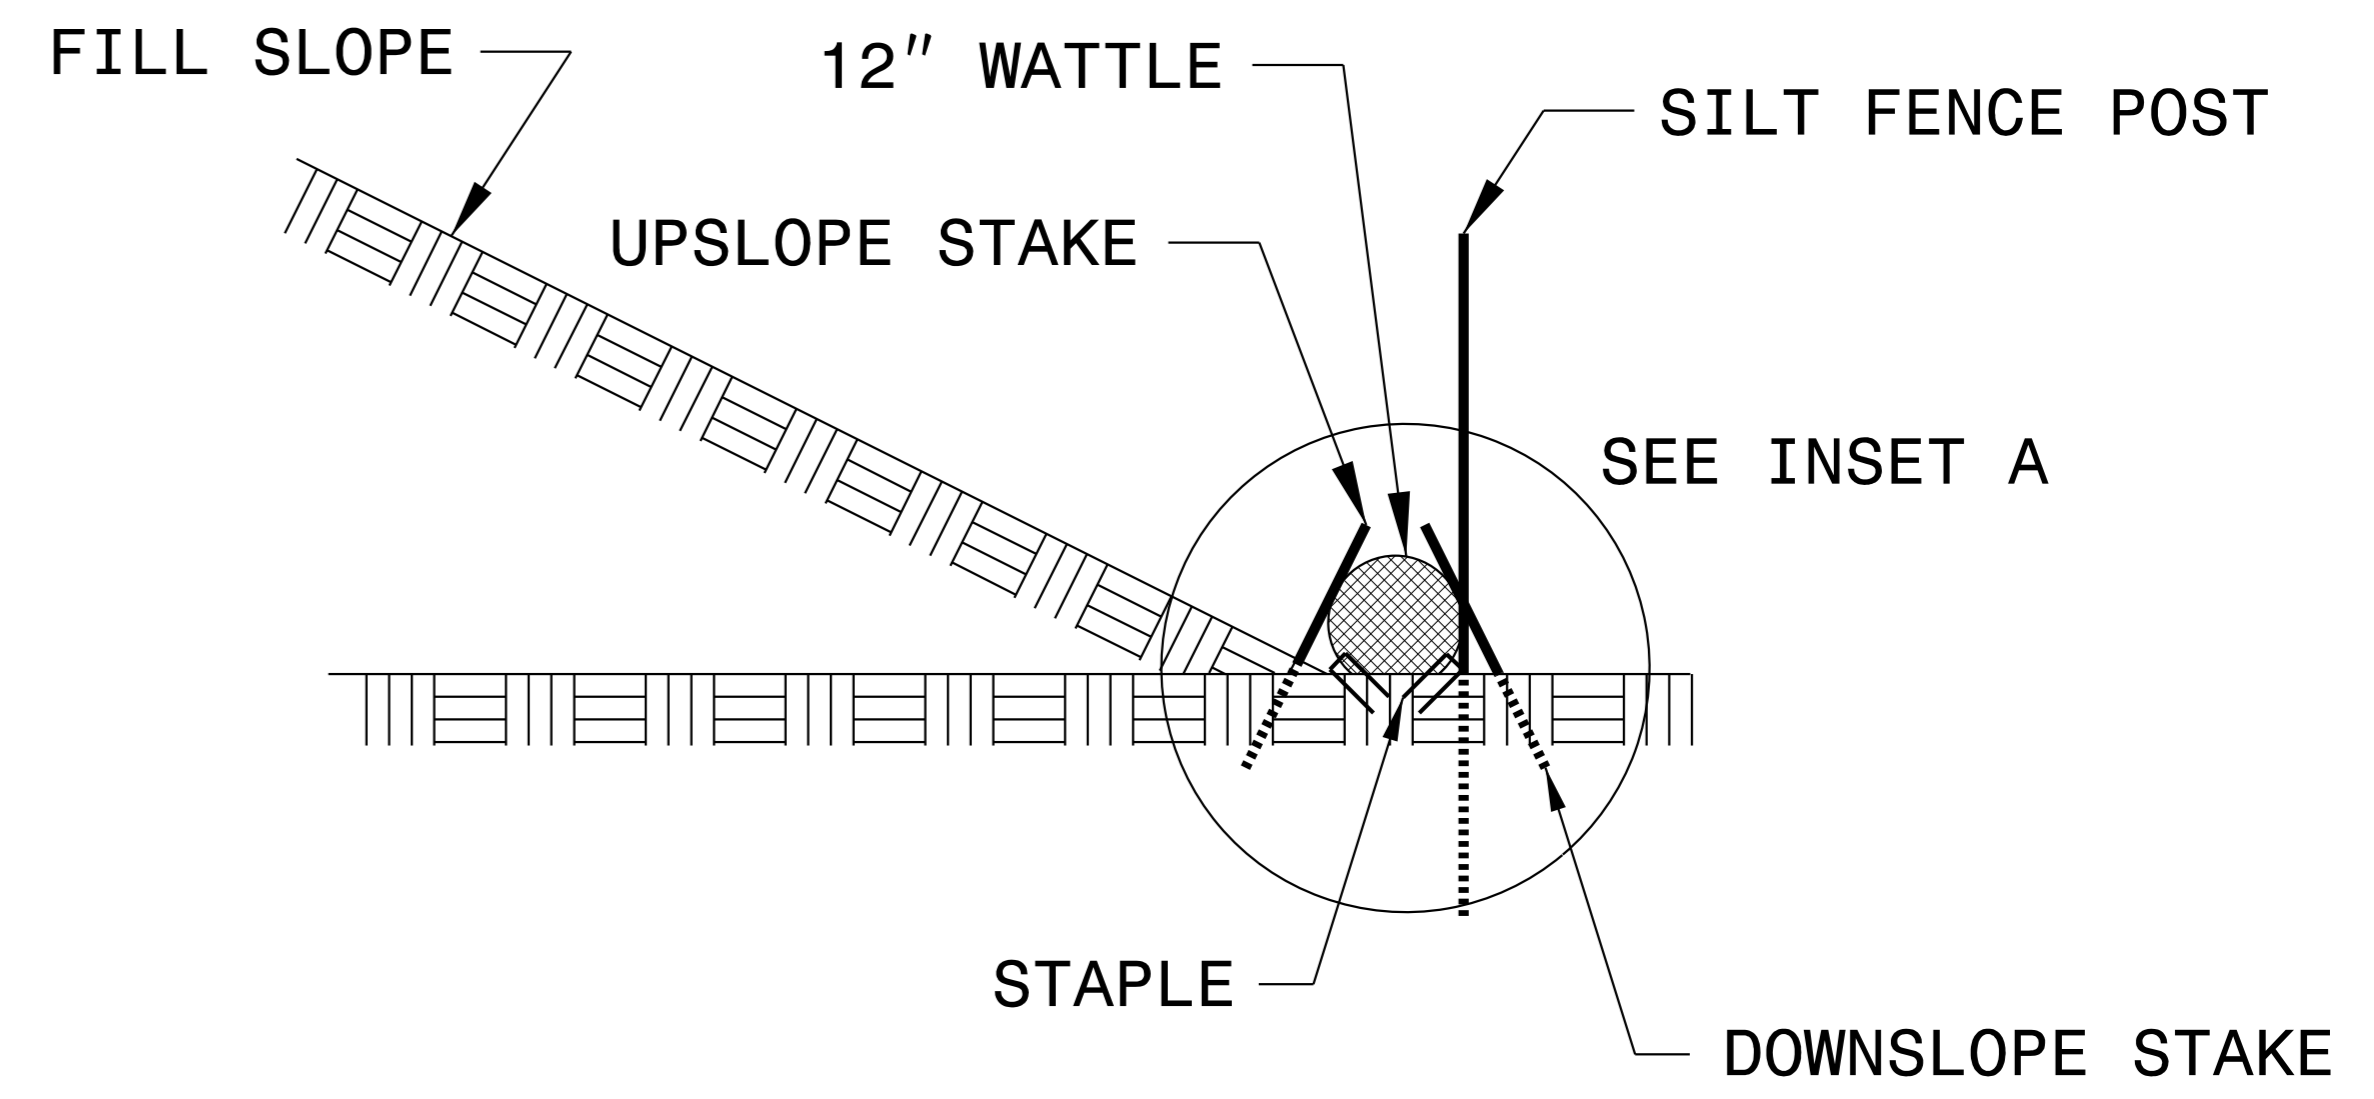 FILL SLOPE
12" WATTLE
SILT FENCE POST
UPSLOPE STAKE
SEE INSET A
STAPLE
DOWNSLOPE STAKE